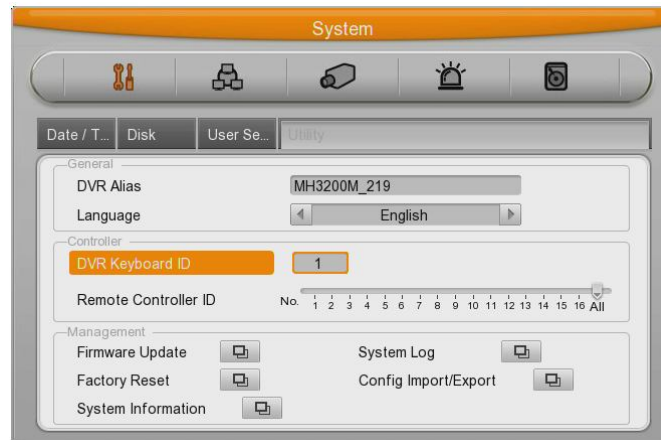 System
Date / T... Disk User Se... Utility
General
DVR Alias MH3200M_219
Language English
Controller
DVR Keyboard ID 1
Remote Controller ID No. 1 2 3 4 5 6 7 8 9 10 11 12 13 14 15 16 All
Management
Firmware Update System Log
Factory Reset Config Import/Export
System Information